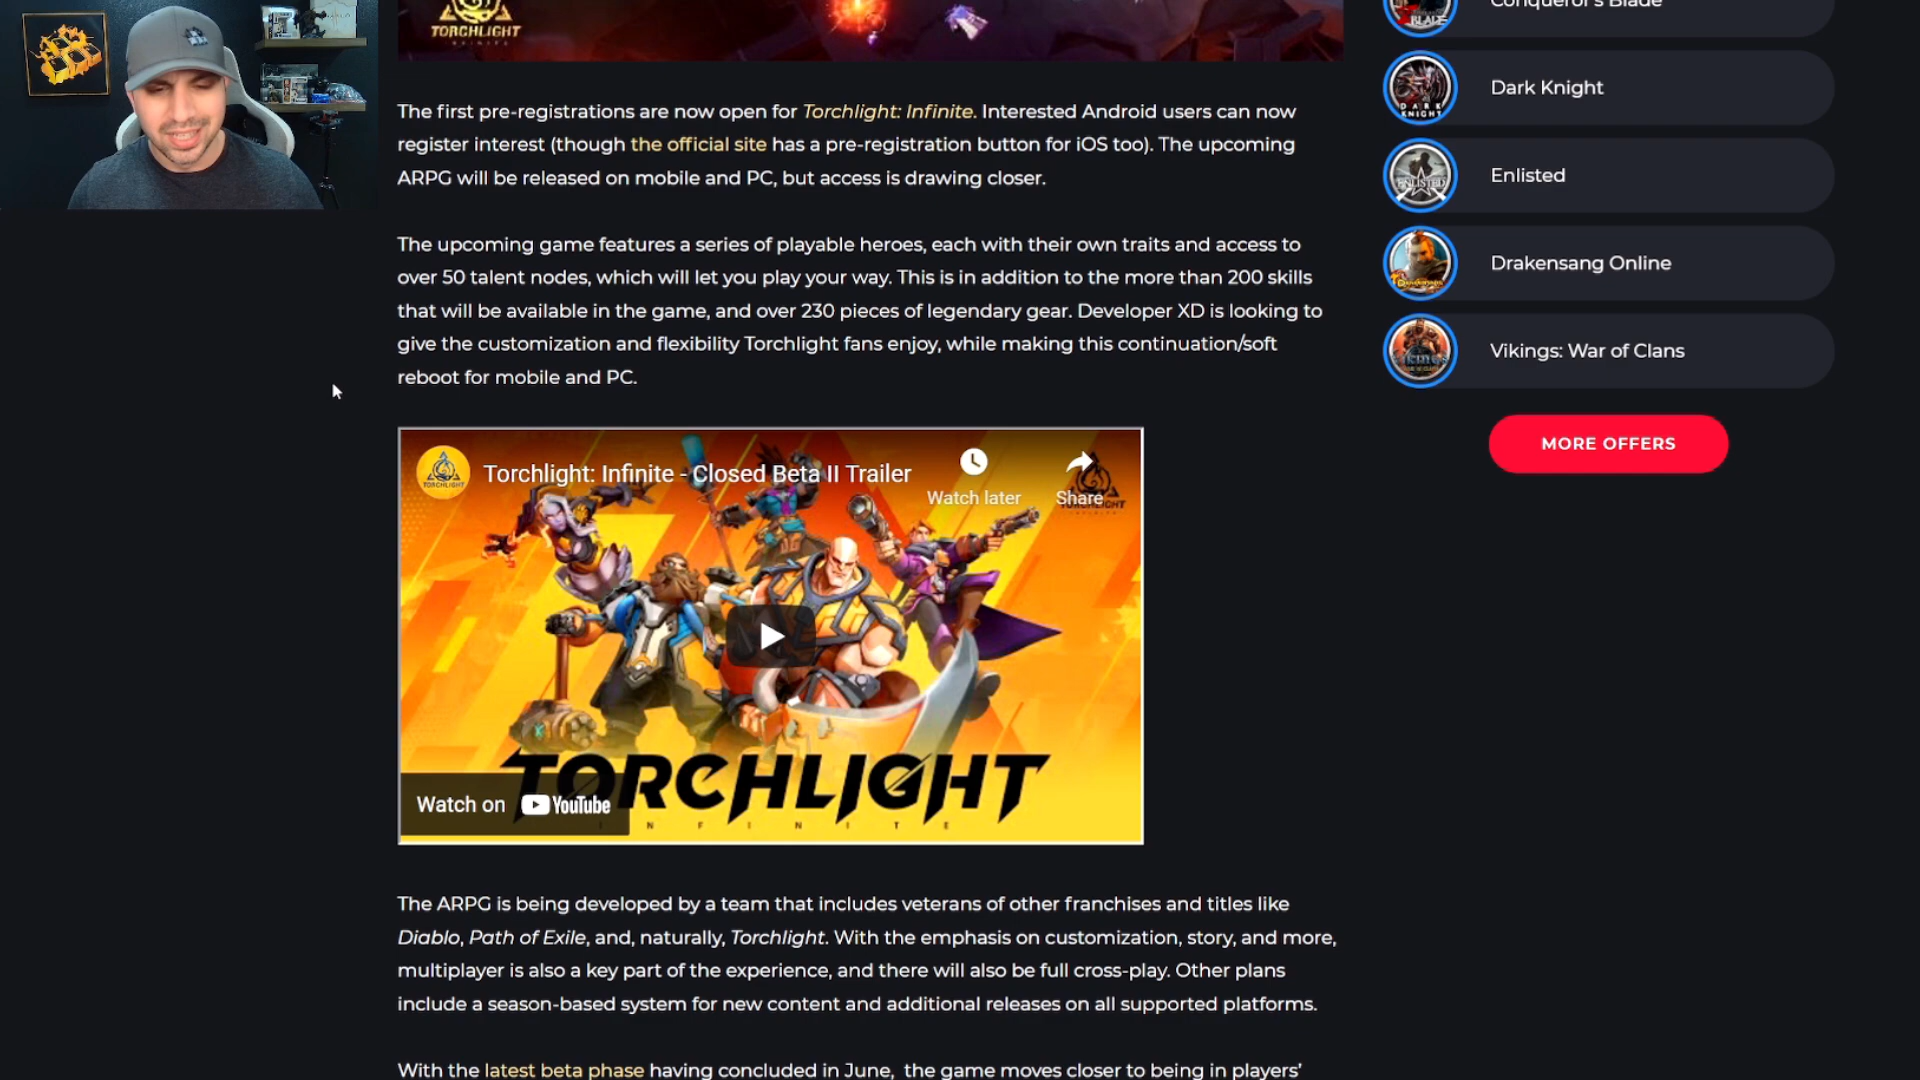 TORCHLIGHT
INFINITE
The first pre-registrations are now open for Torchlight: Infinite. Interested Android users can now
register interest (though the official site has a pre-registration button for iOS too). The upcoming
ARPG will be released on mobile and PC, but access is drawing closer.
The upcoming game features a series of playable heroes, each with their own traits and access to
over 50 talent nodes, which will let you play your way. This is in addition to the more than 200 skills
that will be available in the game, and over 230 pieces of legendary gear. Developer XD is looking to
give the customization and flexibility Torchlight fans enjoy, while making this continuation/soft
reboot for mobile and PC.
TORCHLIGHT
Torchlight: Infinite - Closed Beta II Trailer
Watch later
Share
TORCHLIGHT
INFINITE
Watch on YouTube
The ARPG is being developed by a team that includes veterans of other franchises and titles like
Diablo, Path of Exile, and, naturally, Torchlight. With the emphasis on customization, story, and more,
multiplayer is also a key part of the experience, and there will also be full cross-play. Other plans
include a season-based system for new content and additional releases on all supported platforms.
With the latest beta phase having concluded in June, the game moves closer to being in players'
Conqueror's Blade
BLADE
DARK
KNIGHT
Dark Knight
ENLISTED
Enlisted
Drakensang Online
Vikings: War of Clans
MORE OFFERS